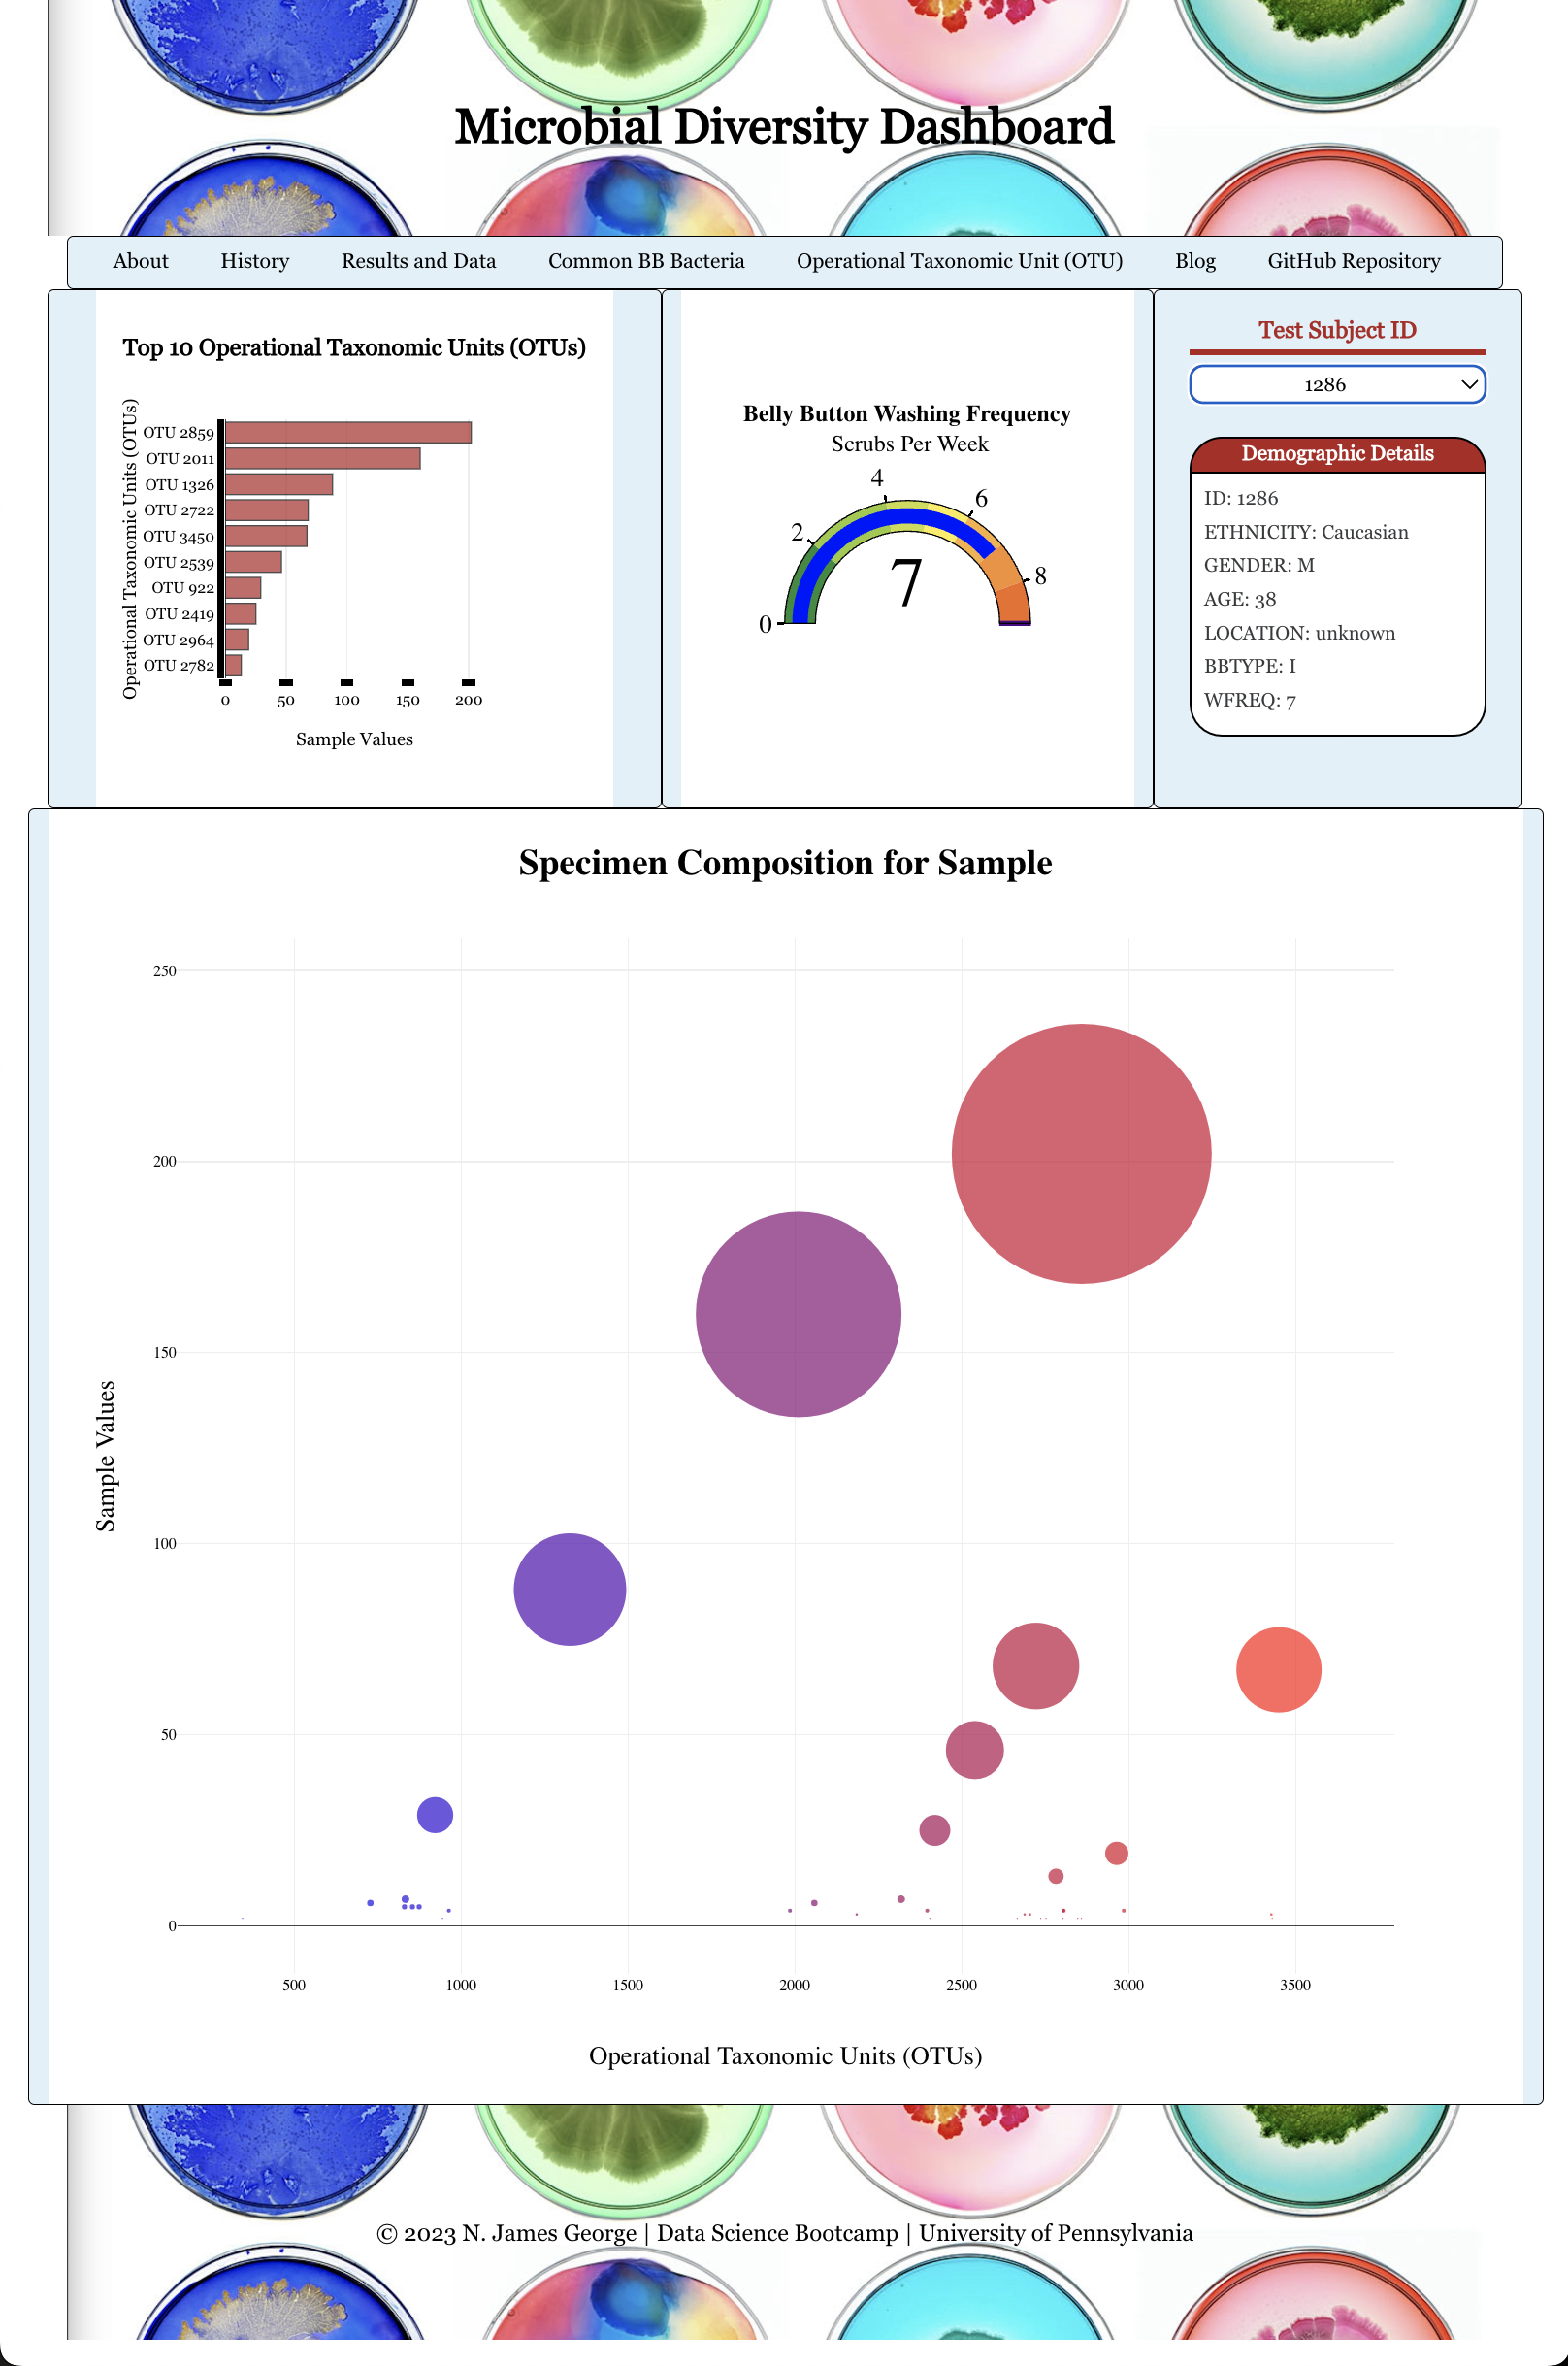 Microbial Diversity Dashboard
About History Results and Data Common BB Bacteria Operational Taxonomic Unit (OTU) Blog GitHub Repository
Top 10 Operational Taxonomic Units (OTUs)
Operational Taxonomic Units (OTUs)
OTU 2859
OTU 2011
OTU 1326
OTU 2722
OTU 3450
OTU 2539
OTU 922
OTU 2419
OTU 2964
OTU 2782
0 50 100 150 200
Sample Values
Belly Button Washing Frequency
Scrubs Per Week
0
2
4
6
8
7
Test Subject ID
1286
Demographic Details
ID: 1286
ETHNICITY: Caucasian
GENDER: M
AGE: 38
LOCATION: unknown
BBTYPE: I
WFREQ: 7
Specimen Composition for Sample
Sample Values
250
200
150
100
50
0
500 1000 1500 2000 2500 3000 3500
Operational Taxonomic Units (OTUs)
© 2023 N. James George | Data Science Bootcamp | University of Pennsylvania